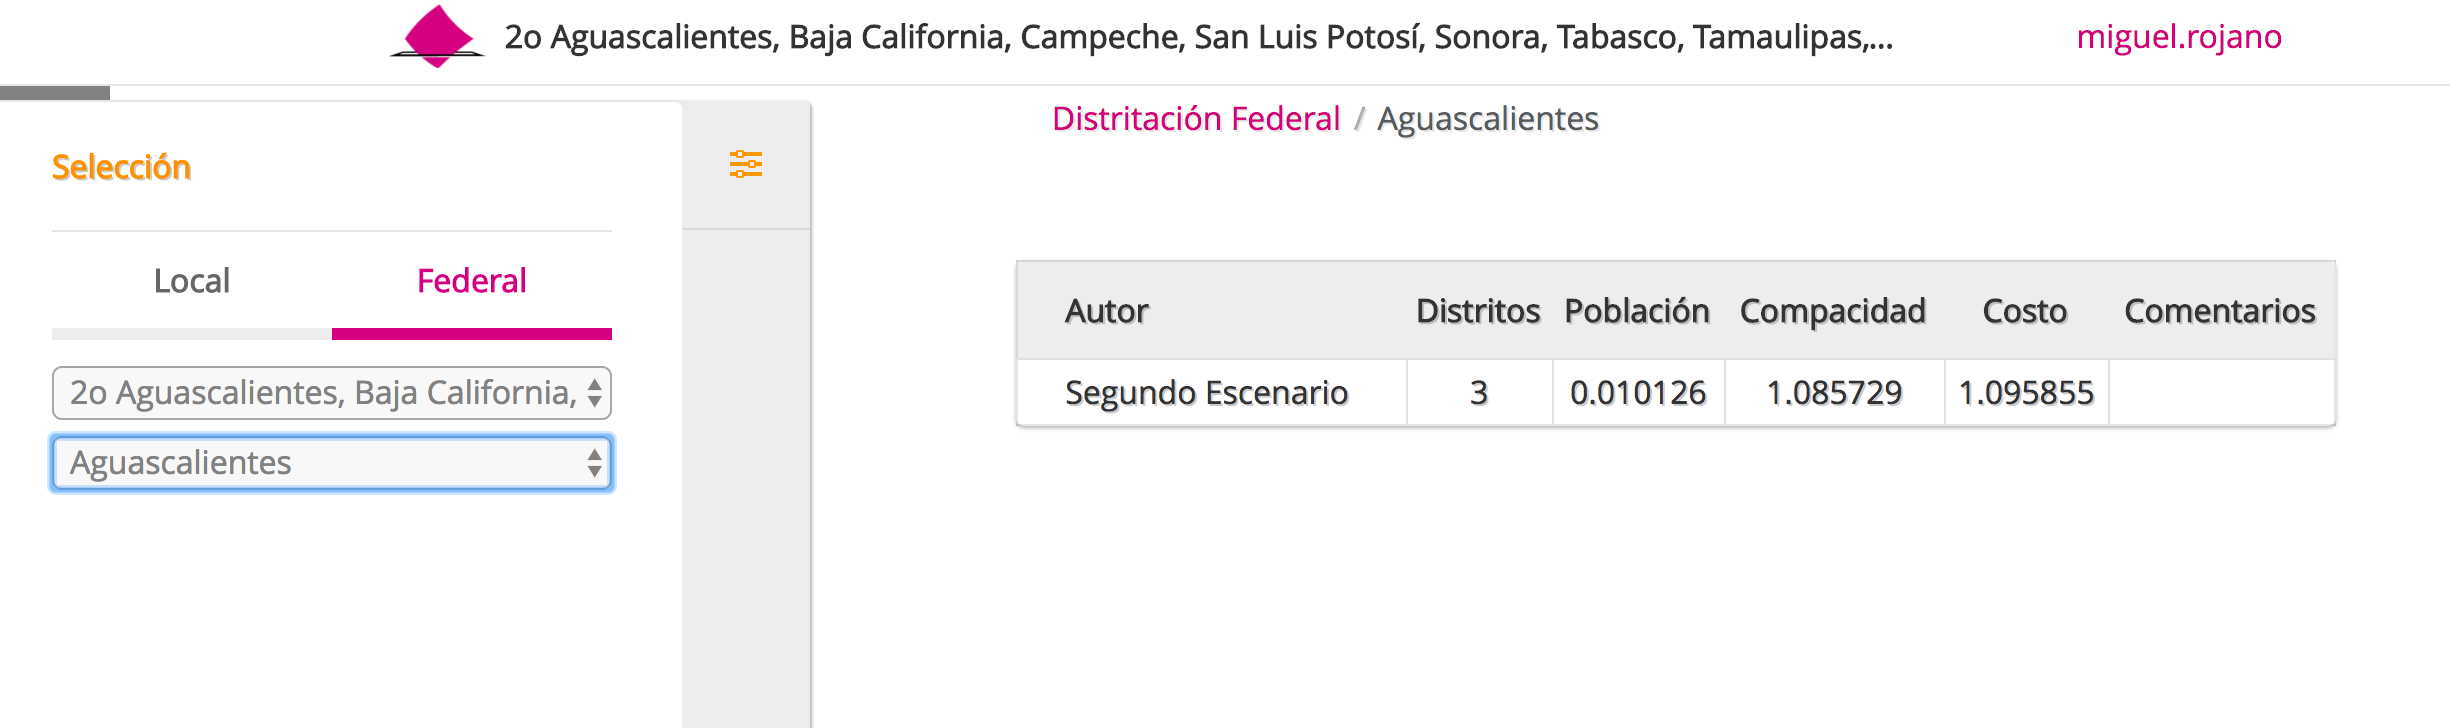 2o Aguascalientes, Baja California, Campeche, San Luis Potosí, Sonora, Tabasco, Tamaulipas,...
miguel.rojano
Selección
Local
Federal
2o Aguascalientes, Baja California,
Aguascalientes
Distritación Federal / Aguascalientes
Autor Distritos Población Compacidad Costo Comentarios
Segundo Escenario 3 0.010126 1.085729 1.095855